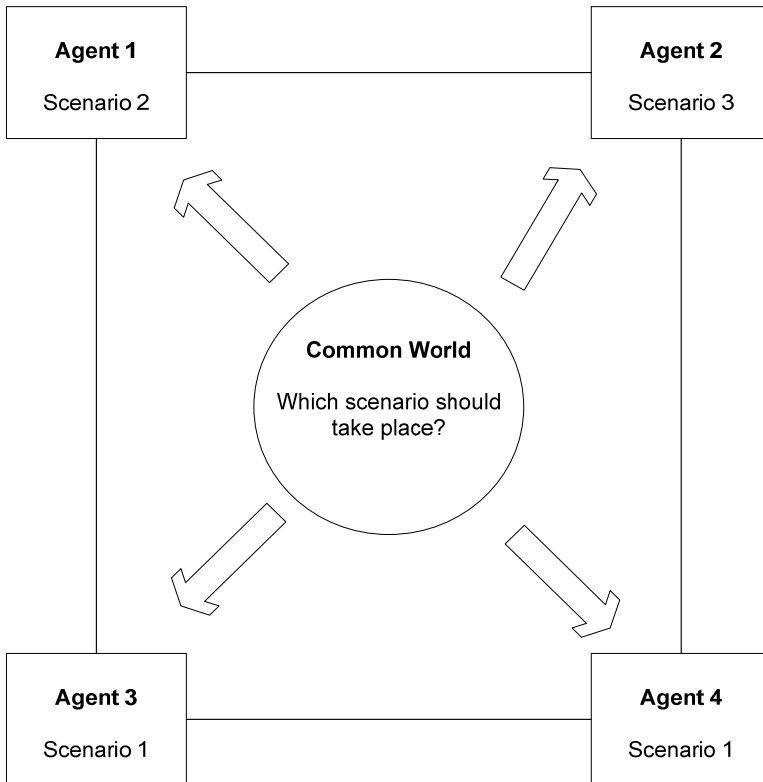 Agent 1
Scenario 2
Agent 2
Scenario 3
Common World
Which scenario should
take place?
Agent 3
Scenario 1
Agent 4
Scenario 1